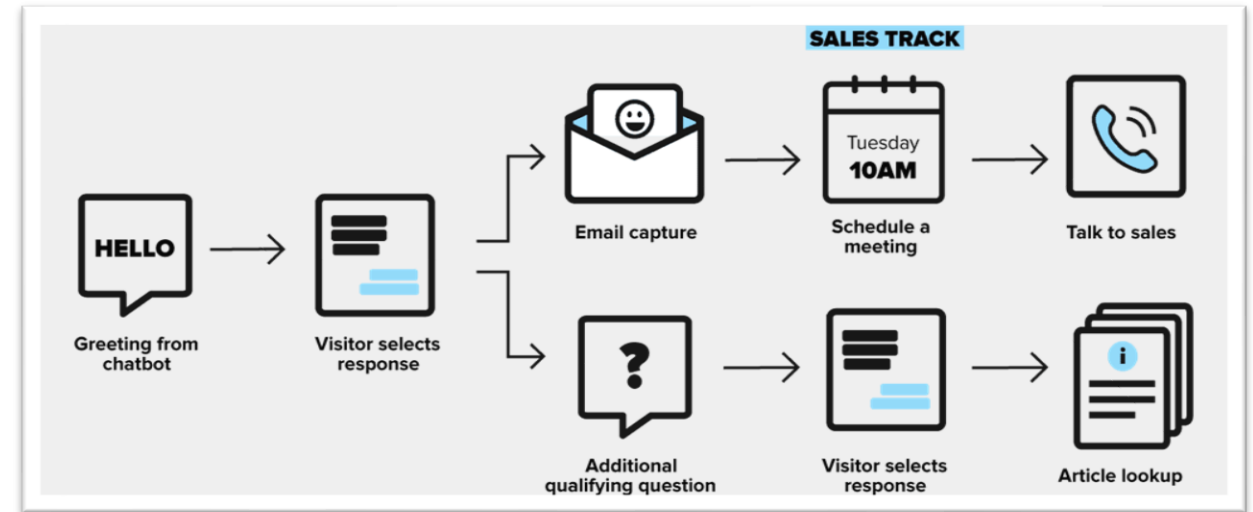 SALES TRACK
Tuesday
10AM
HELLO
Email capture
Schedule a
meeting
Talk to sales
Greeting from
chatbot
Visitor selects
response
?
i
Additional
qualifying question
Visitor selects
response
Article lookup